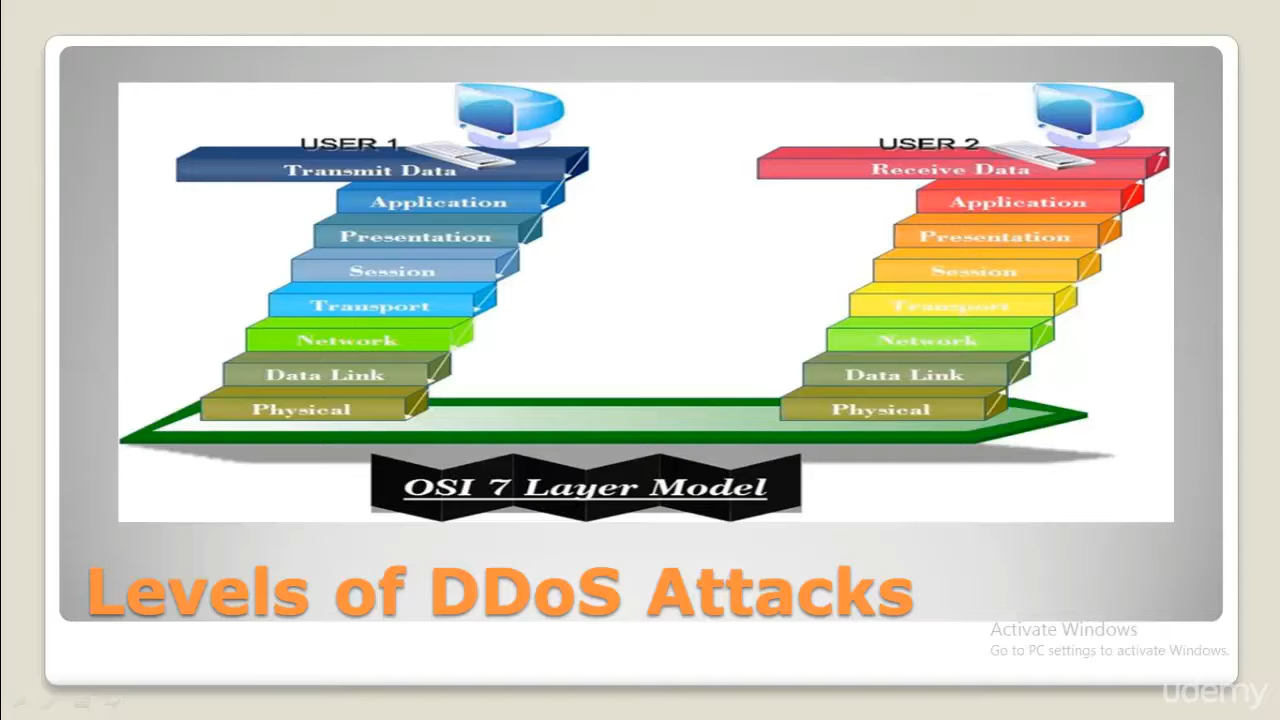 USER 1
Transmit Data
Application
Presentation
Session
Transport
Network
Data Link
Physical
USER 2
Receive Data
Application
Presentation
Session
Transport
Network
Data Link
Physical
OSI 7 Layer Model
Levels of DDoS Attacks
Activate Windows
Go to PC settings to activate Windows.
udemy